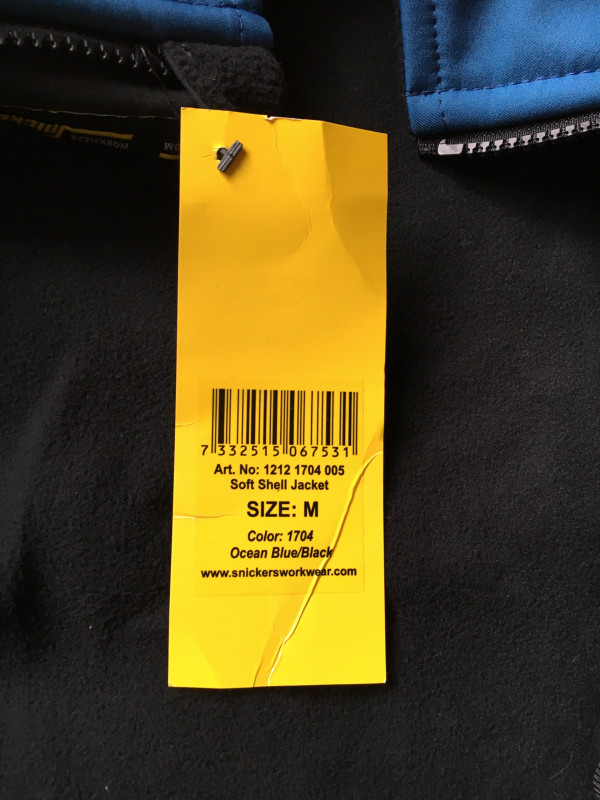 WORKWEAR
7 332515 067531
Art. No: 1212 1704 005
Soft Shell Jacket
SIZE: M
Color: 1704
Ocean Blue/Black
www.snickersworkwear.com